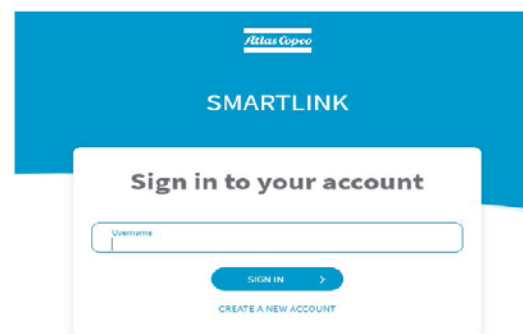 Atlas Copco
SMARTLINK
Sign in to your account
Username
SIGN IN
CREATE A NEW ACCOUNT